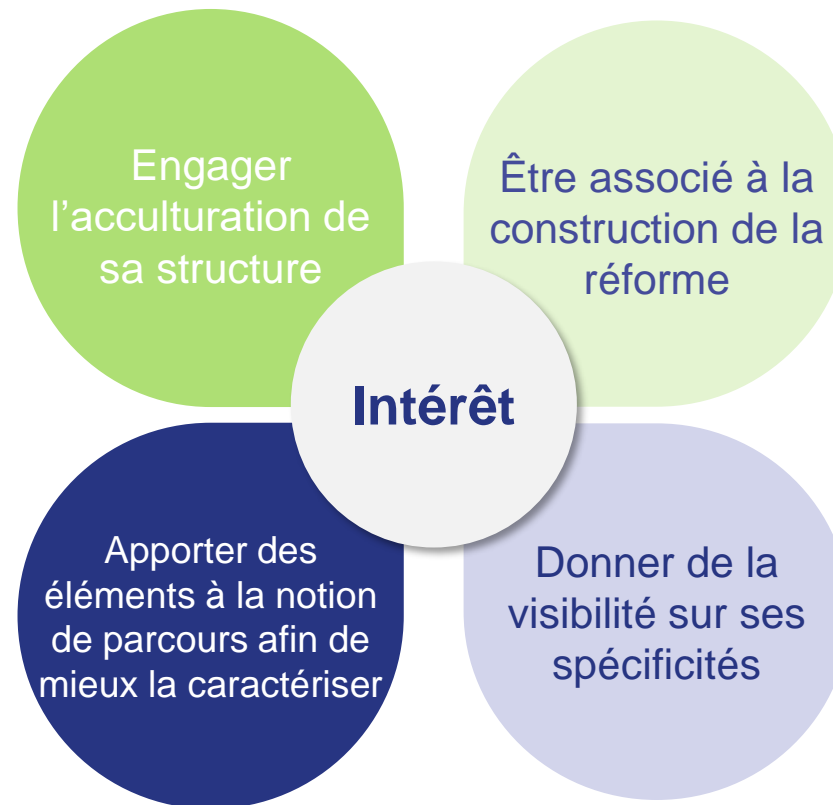 Engager
l’acculturation de
sa structure
Être associé à la
construction de la
réforme
Intérêt
Apporter des
éléments à la notion
de parcours afin de
mieux la caractériser
Donner de la
visibilité sur ses
spécificités